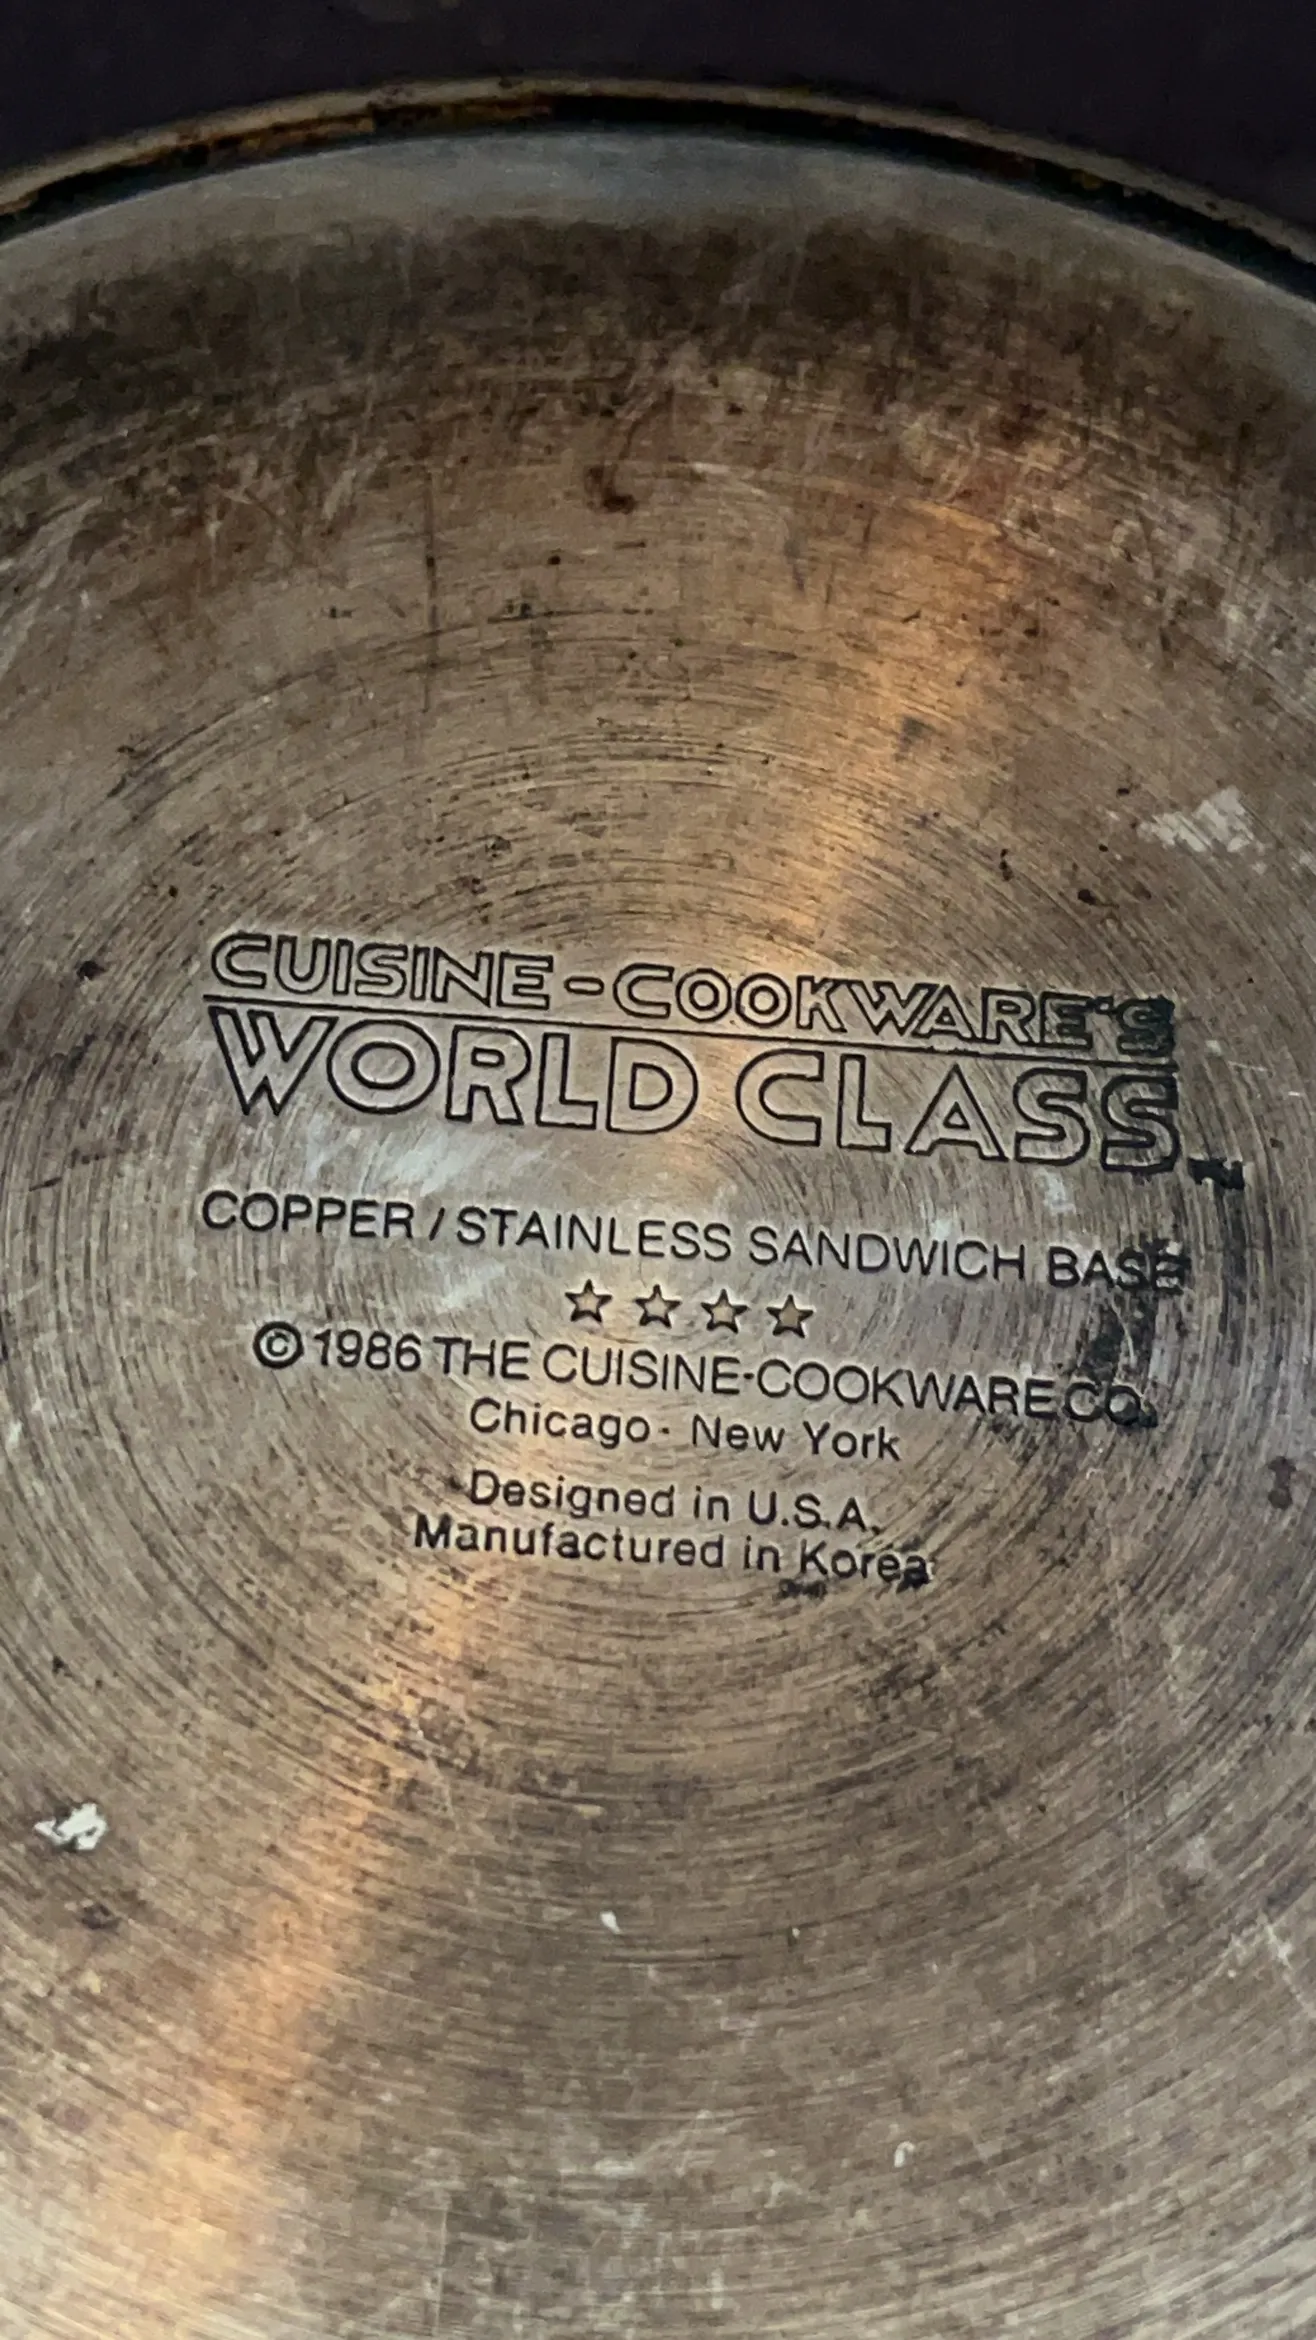 CUISINE-COOKWARE'S
WORLD CLASS™
COPPER / STAINLESS SANDWICH BASE
☆ ☆ ☆ ☆
© 1986 THE CUISINE-COOKWARE CO.
Chicago · New York
Designed in U.S.A.
Manufactured in Korea